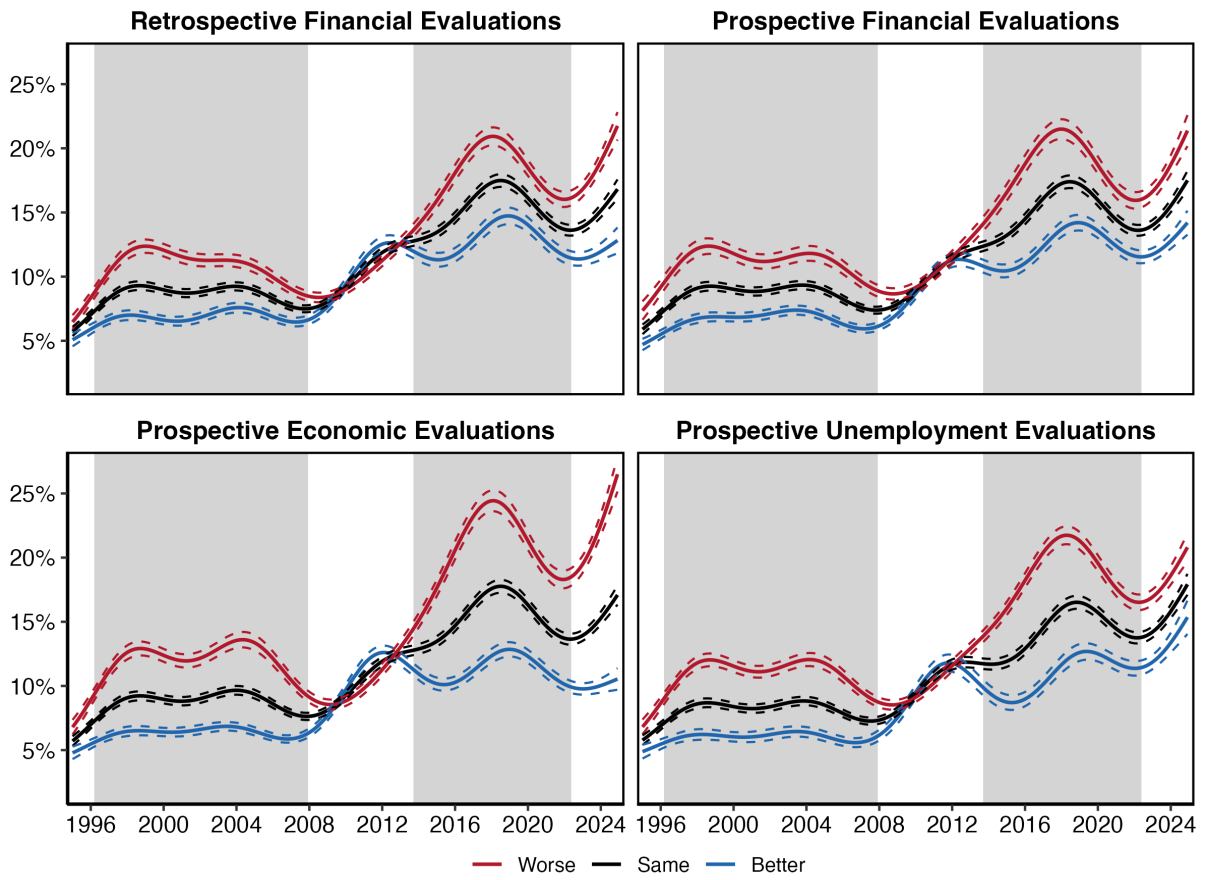 Retrospective Financial Evaluations
Prospective Financial Evaluations
25%
20%
15%
10%
5%
Prospective Economic Evaluations
Prospective Unemployment Evaluations
25%
20%
15%
10%
5%
1996 2000 2004 2008 2012 2016 2020 2024
1996 2000 2004 2008 2012 2016 2020 2024
Worse Same Better